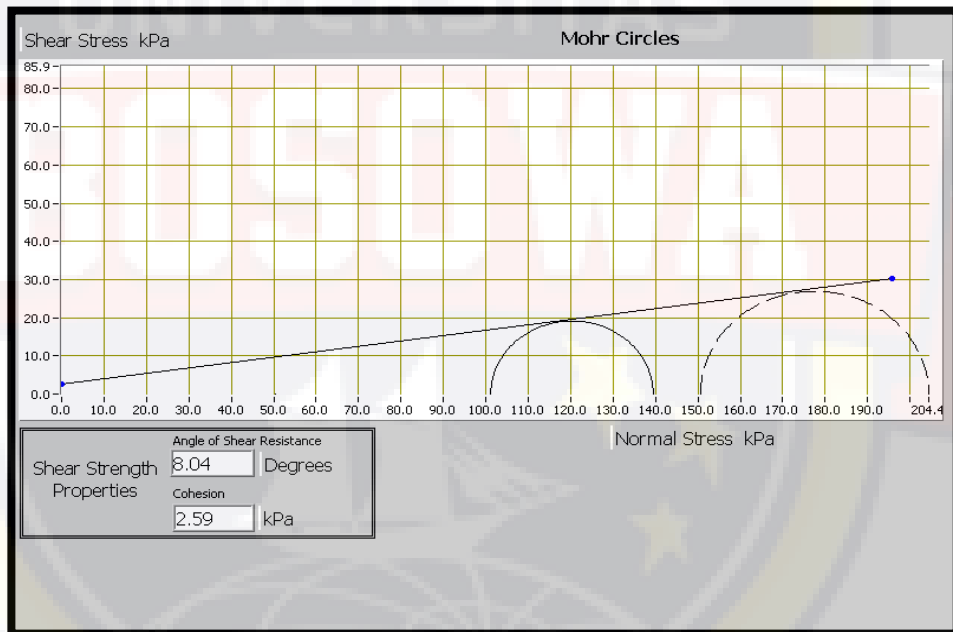 UNIVERSITAS
Shear Stress kPa
Mohr Circles
85.9
80.0
70.0
60.0
50.0
40.0
30.0
20.0
10.0
0.0
0.0 10.0 20.0 30.0 40.0 50.0 60.0 70.0 80.0 90.0 100.0 110.0 120.0 130.0 140.0 150.0 160.0 170.0 180.0 190.0 204.4
BOSOWA
Normal Stress kPa
Shear Strength
Properties
Angle of Shear Resistance
8.04 Degrees
Cohesion
2.59 kPa